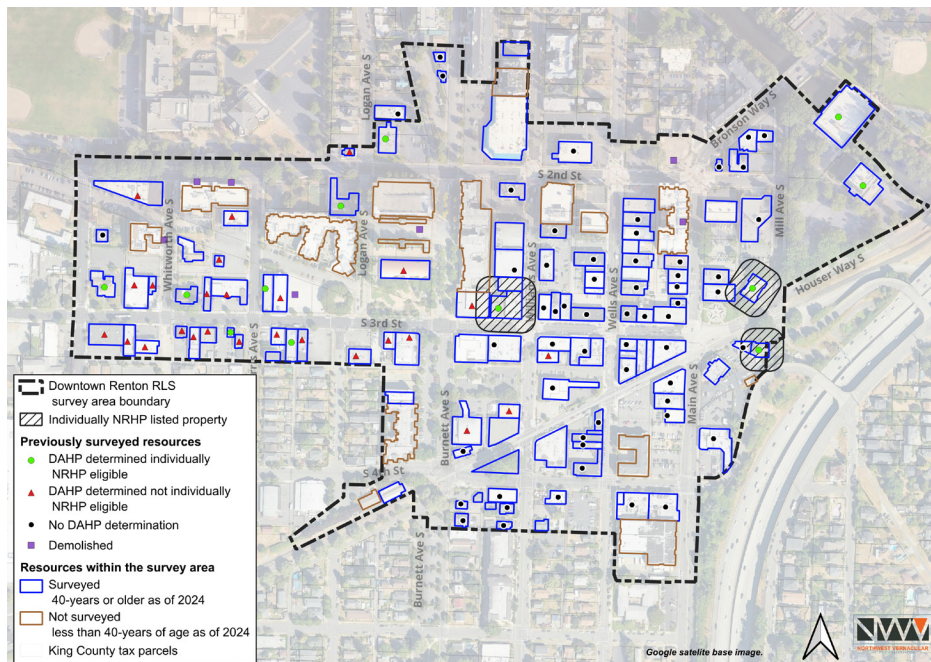 Logan Ave S
Bronson Way S
S 2nd St
Mill Ave S
Whitworth Ave S
Logan Ave S
Wells Ave S
Houser Way S
S 3rd St
Main Ave S
Burnett Ave S
S 4th St
Burnett Ave S
Downtown Renton RLS
survey area boundary
Individually NRHP listed property
Previously surveyed resources
DAHP determined individually
NRHP eligible
DAHP determined not individually
NRHP eligible
No DAHP determination
Demolished
Resources within the survey area
Surveyed
40-years or older as of 2024
Not surveyed
less than 40-years of age as of 2024
King County tax parcels
Google satelite base image.
NORTHWEST VERNACULAR